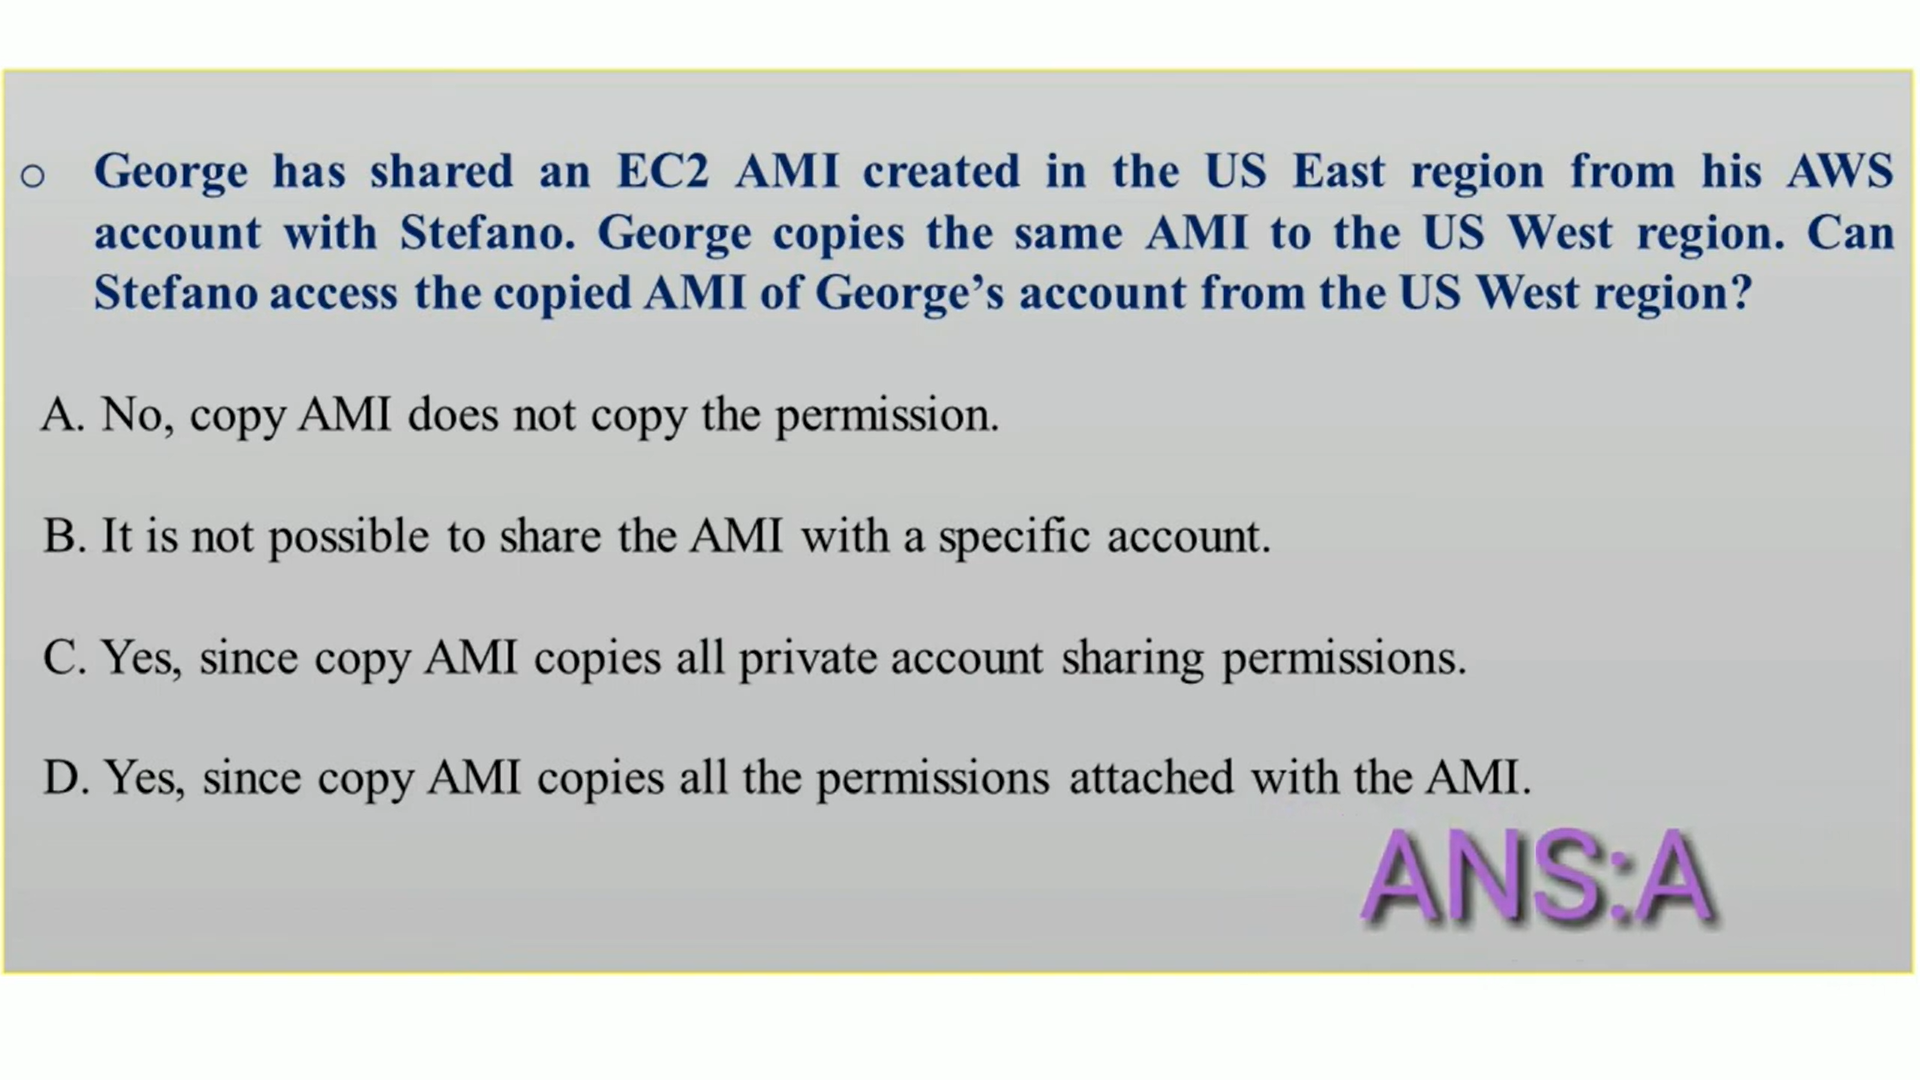 ○ George has shared an EC2 AMI created in the US East region from his AWS
account with Stefano. George copies the same AMI to the US West region. Can
Stefano access the copied AMI of George’s account from the US West region?
A. No, copy AMI does not copy the permission.
B. It is not possible to share the AMI with a specific account.
C. Yes, since copy AMI copies all private account sharing permissions.
D. Yes, since copy AMI copies all the permissions attached with the AMI.
ANS:A